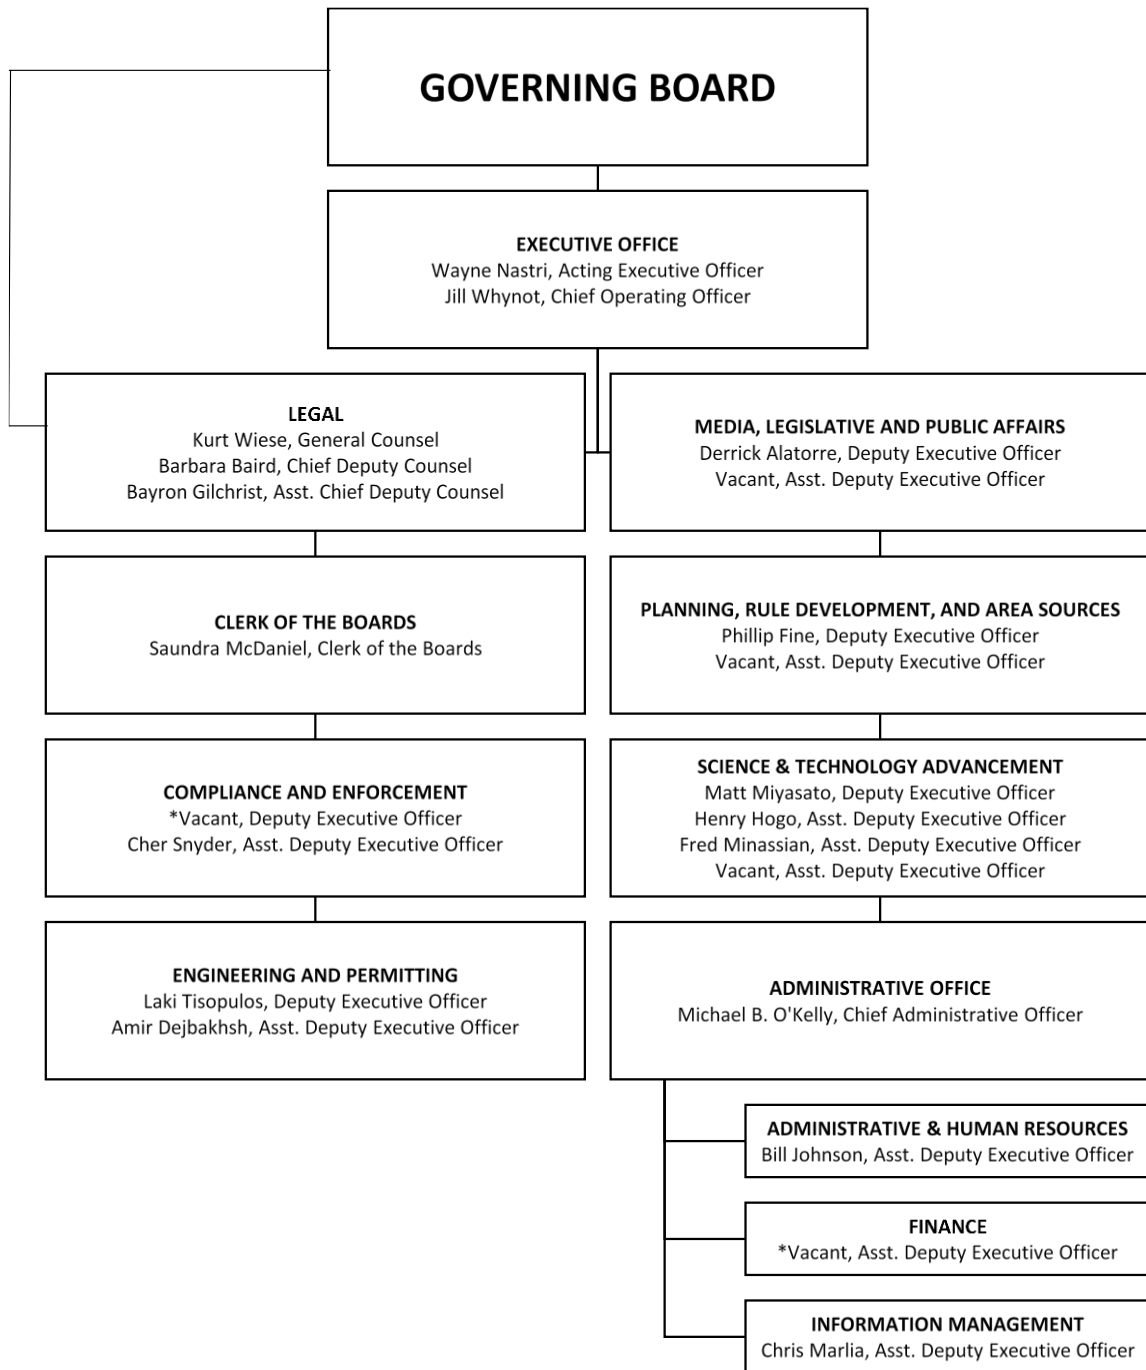 GOVERNING BOARD
EXECUTIVE OFFICE
Wayne Nastri, Acting Executive Officer
Jill Whynot, Chief Operating Officer
LEGAL
Kurt Wiese, General Counsel
Barbara Baird, Chief Deputy Counsel
Bayron Gilchrist, Asst. Chief Deputy Counsel
MEDIA, LEGISLATIVE AND PUBLIC AFFAIRS
Derrick Alatorre, Deputy Executive Officer
Vacant, Asst. Deputy Executive Officer
CLERK OF THE BOARDS
Saundra McDaniel, Clerk of the Boards
PLANNING, RULE DEVELOPMENT, AND AREA SOURCES
Phillip Fine, Deputy Executive Officer
Vacant, Asst. Deputy Executive Officer
COMPLIANCE AND ENFORCEMENT
*Vacant, Deputy Executive Officer
Cher Snyder, Asst. Deputy Executive Officer
SCIENCE & TECHNOLOGY ADVANCEMENT
Matt Miyasato, Deputy Executive Officer
Henry Hogo, Asst. Deputy Executive Officer
Fred Minassian, Asst. Deputy Executive Officer
Vacant, Asst. Deputy Executive Officer
ENGINEERING AND PERMITTING
Laki Tisopulos, Deputy Executive Officer
Amir Dejbakhsh, Asst. Deputy Executive Officer
ADMINISTRATIVE OFFICE
Michael B. O'Kelly, Chief Administrative Officer
ADMINISTRATIVE & HUMAN RESOURCES
Bill Johnson, Asst. Deputy Executive Officer
FINANCE
*Vacant, Asst. Deputy Executive Officer
INFORMATION MANAGEMENT
Chris Marlia, Asst. Deputy Executive Officer